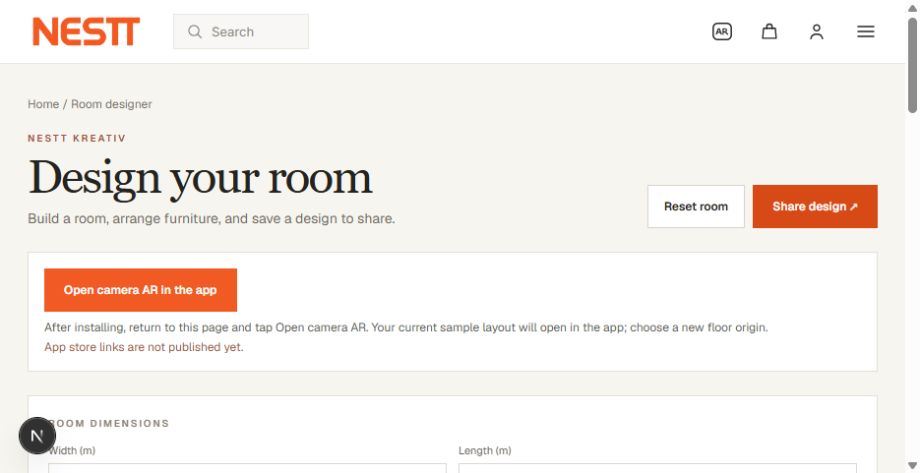 NESTT
Search
AR
Home / Room designer
NESTT KREATIV
Design your room
Build a room, arrange furniture, and save a design to share.
Reset room
Share design ↗
Open camera AR in the app
After installing, return to this page and tap Open camera AR. Your current sample layout will open in the app; choose a new floor origin.
App store links are not published yet.
ROOM DIMENSIONS
N
Width (m)
Length (m)